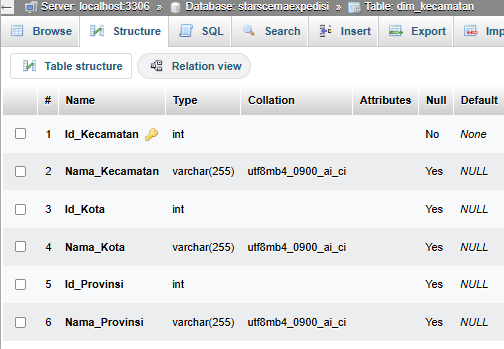 Server: localhost:3306 » Database: starscemaexpedisi » Table: dim_kecamatan
Browse Structure SQL Search Insert Export Imp
Table structure Relation view
# Name Type Collation Attributes Null Default
1 Id_Kecamatan int No None
2 Nama_Kecamatan varchar(255) utf8mb4_0900_ai_ci Yes NULL
3 Id_Kota int Yes NULL
4 Nama_Kota varchar(255) utf8mb4_0900_ai_ci Yes NULL
5 Id_Provinsi int Yes NULL
6 Nama_Provinsi varchar(255) utf8mb4_0900_ai_ci Yes NULL